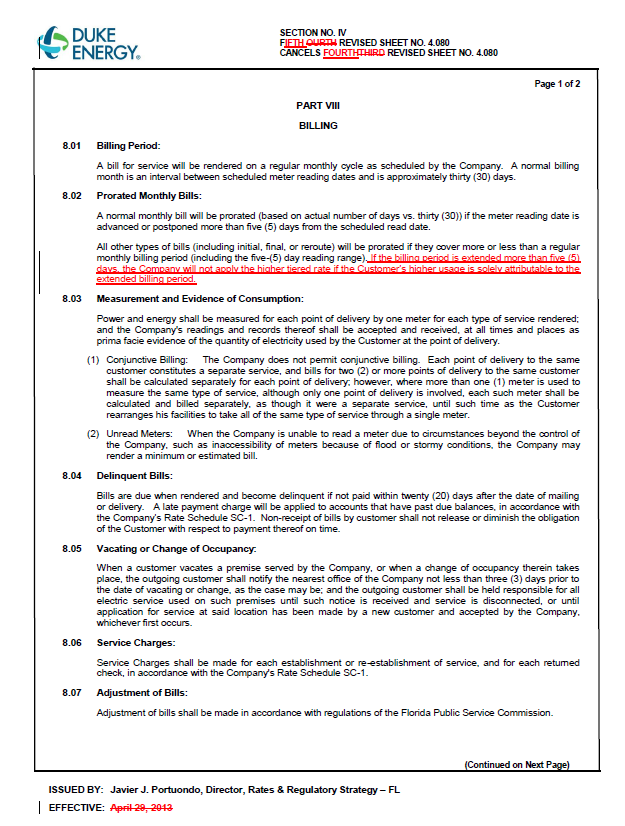 DUKE
ENERGY®
SECTION NO. IV
FIFTH OURTH REVISED SHEET NO. 4.080
CANCELS FOURTHTHIRD REVISED SHEET NO. 4.080
Page 1 of 2
PART VIII
BILLING
8.01 Billing Period:
A bill for service will be rendered on a regular monthly cycle as scheduled by the Company. A normal billing
month is an interval between scheduled meter reading dates and is approximately thirty (30) days.
8.02 Prorated Monthly Bills:
A normal monthly bill will be prorated (based on actual number of days vs. thirty (30)) if the meter reading date is
advanced or postponed more than five (5) days from the scheduled read date.
All other types of bills (including initial, final, or reroute) will be prorated if they cover more or less than a regular
monthly billing period (including the five-(5) day reading range). If the billing period is extended more than five (5)
days, the Company will not apply the higher tiered rate if the Customer's higher usage is solely attributable to the
extended billing period.
8.03 Measurement and Evidence of Consumption:
Power and energy shall be measured for each point of delivery by one meter for each type of service rendered;
and the Company's readings and records thereof shall be accepted and received, at all times and places as
prima facie evidence of the quantity of electricity used by the Customer at the point of delivery.
(1) Conjunctive Billing: The Company does not permit conjunctive billing. Each point of delivery to the same
customer constitutes a separate service, and bills for two (2) or more points of delivery to the same customer
shall be calculated separately for each point of delivery; however, where more than one (1) meter is used to
measure the same type of service, although only one point of delivery is involved, each such meter shall be
calculated and billed separately, as though it were a separate service, until such time as the Customer
rearranges his facilities to take all of the same type of service through a single meter.
(2) Unread Meters: When the Company is unable to read a meter due to circumstances beyond the control of
the Company, such as inaccessibility of meters because of flood or stormy conditions, the Company may
render a minimum or estimated bill.
8.04 Delinquent Bills:
Bills are due when rendered and become delinquent if not paid within twenty (20) days after the date of mailing
or delivery. A late payment charge will be applied to accounts that have past due balances, in accordance with
the Company's Rate Schedule SC-1. Non-receipt of bills by customer shall not release or diminish the obligation
of the Customer with respect to payment thereof on time.
8.05 Vacating or Change of Occupancy:
When a customer vacates a premise served by the Company, or when a change of occupancy therein takes
place, the outgoing customer shall notify the nearest office of the Company not less than three (3) days prior to
the date of vacating or change, as the case may be; and the outgoing customer shall be held responsible for all
electric service used on such premises until such notice is received and service is disconnected, or until
application for service at said location has been made by a new customer and accepted by the Company,
whichever first occurs.
8.06 Service Charges:
Service Charges shall be made for each establishment or re-establishment of service, and for each returned
check, in accordance with the Company's Rate Schedule SC-1.
8.07 Adjustment of Bills:
Adjustment of bills shall be made in accordance with regulations of the Florida Public Service Commission.
(Continued on Next Page)
ISSUED BY: Javier J. Portuondo, Director, Rates & Regulatory Strategy – FL
EFFECTIVE: April 29, 2013